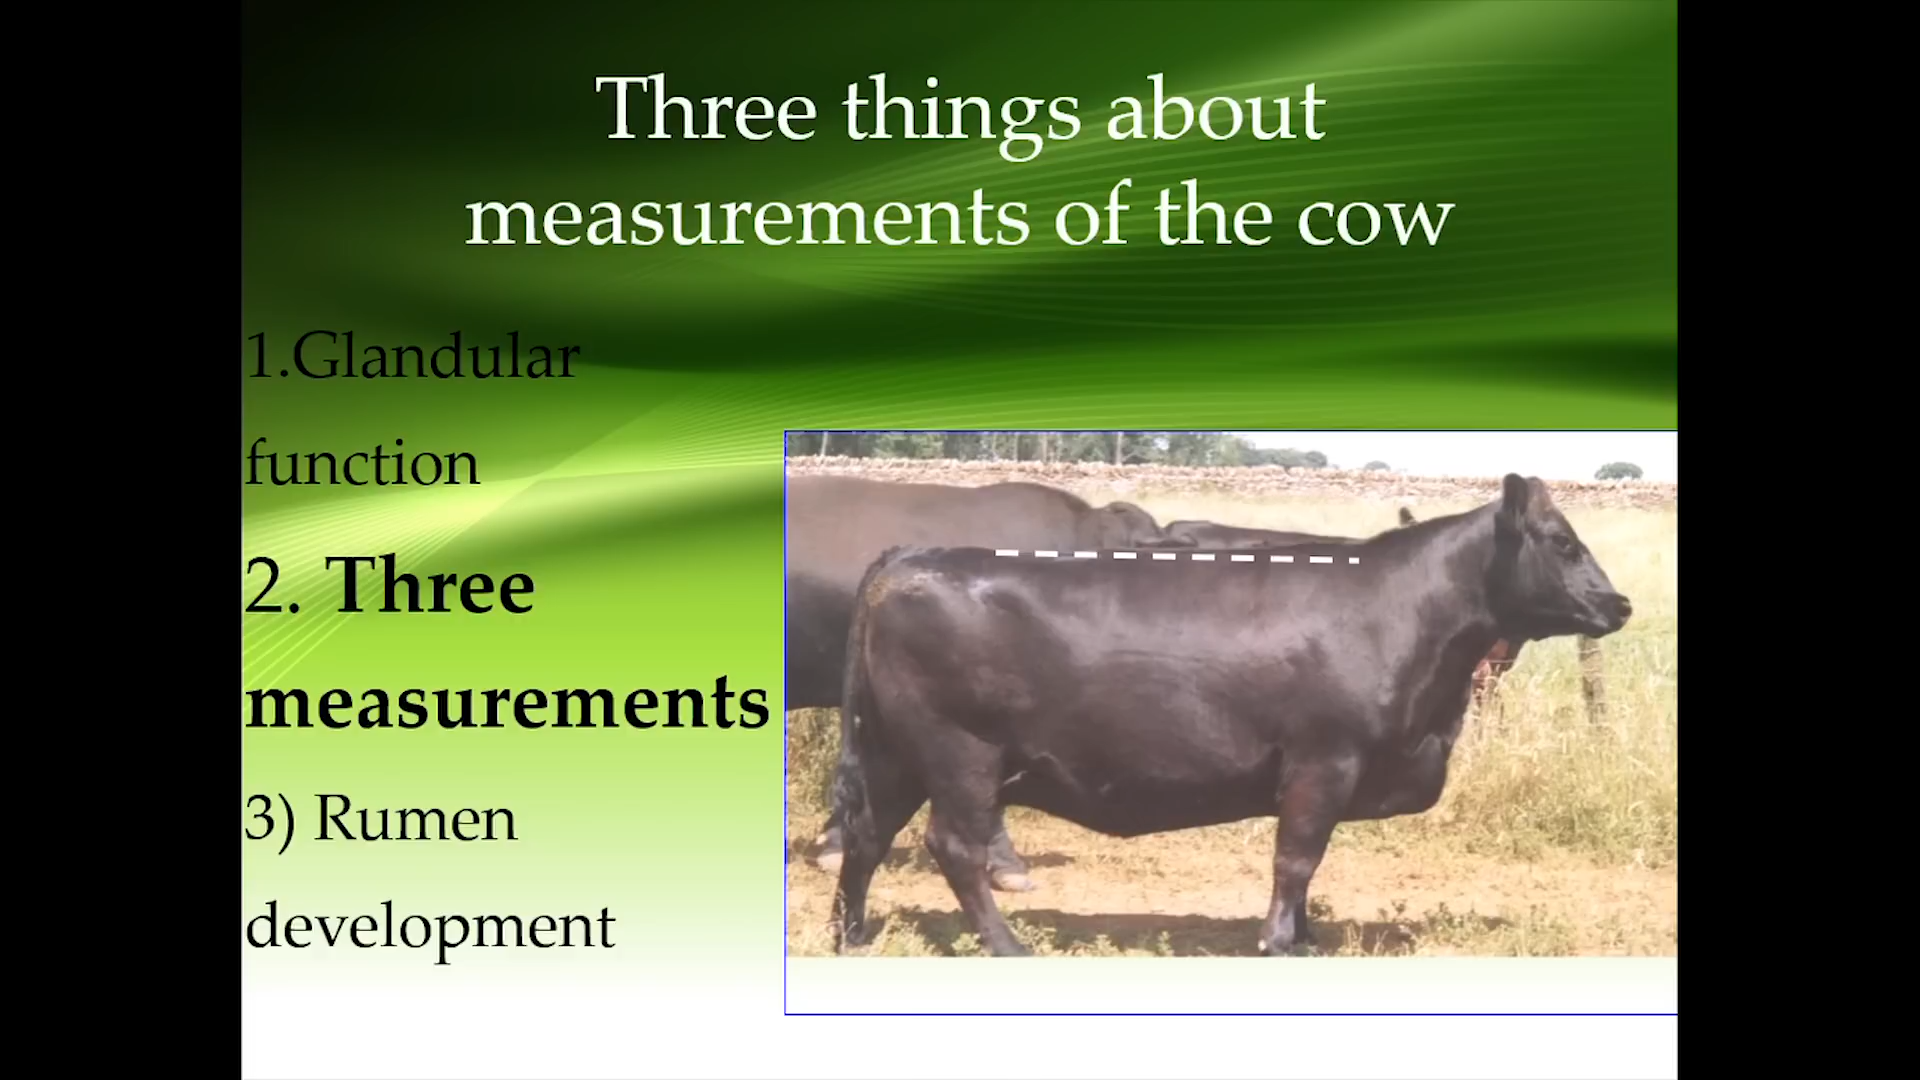 Three things about
measurements of the cow
1.Glandular
function
2. Three
measurements
3) Rumen
development